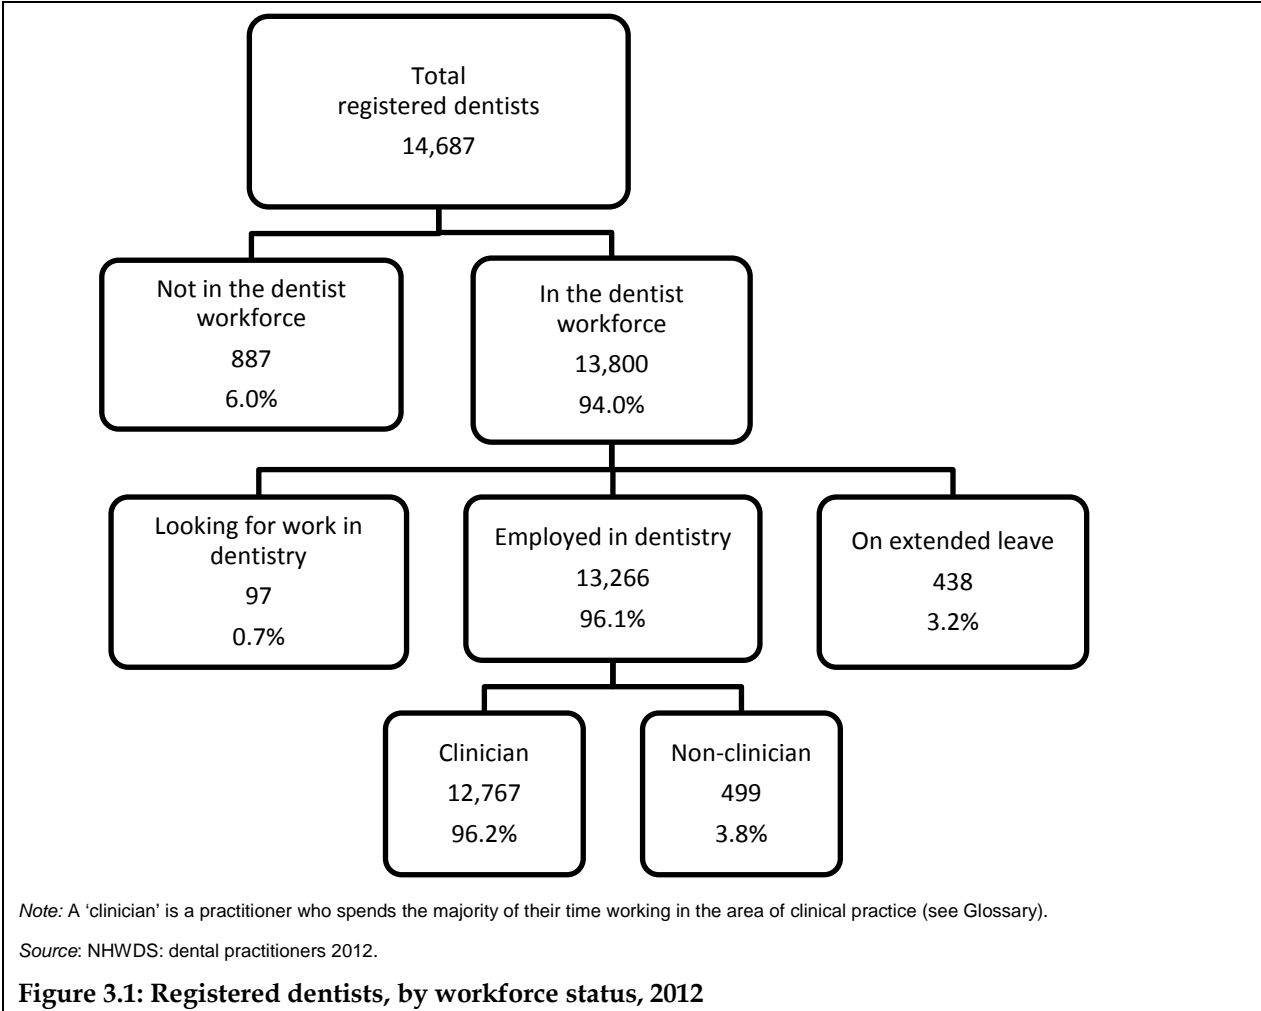 Total
registered dentists
14,687
Not in the dentist
workforce
887
6.0%
In the dentist
workforce
13,800
94.0%
Looking for work in
dentistry
97
0.7%
Employed in dentistry
13,266
96.1%
On extended leave
438
3.2%
Clinician
12,767
96.2%
Non-clinician
499
3.8%
Note: A ‘clinician’ is a practitioner who spends the majority of their time working in the area of clinical practice (see Glossary).
Source: NHWDS: dental practitioners 2012.
Figure 3.1: Registered dentists, by workforce status, 2012